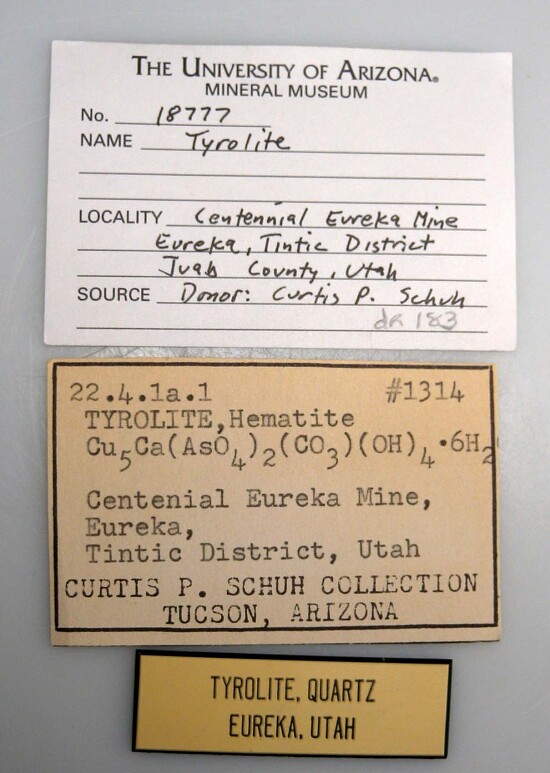 THE UNIVERSITY OF ARIZONA®
MINERAL MUSEUM
No. 18777
NAME Tyrolite
LOCALITY Centennial Eureka Mine
Eureka, Tintic District
Juab County, Utah
SOURCE Donor: Curtis P. Schuh
dn 183
22.4.1a.1 #1314
TYROLITE, Hematite
Cu₅Ca(AsO₄)₂(CO₃)(OH)₄·6H₂
Centenial Eureka Mine,
Eureka,
Tintic District, Utah
CURTIS P. SCHUH COLLECTION
TUCSON, ARIZONA
TYROLITE, QUARTZ
EUREKA, UTAH